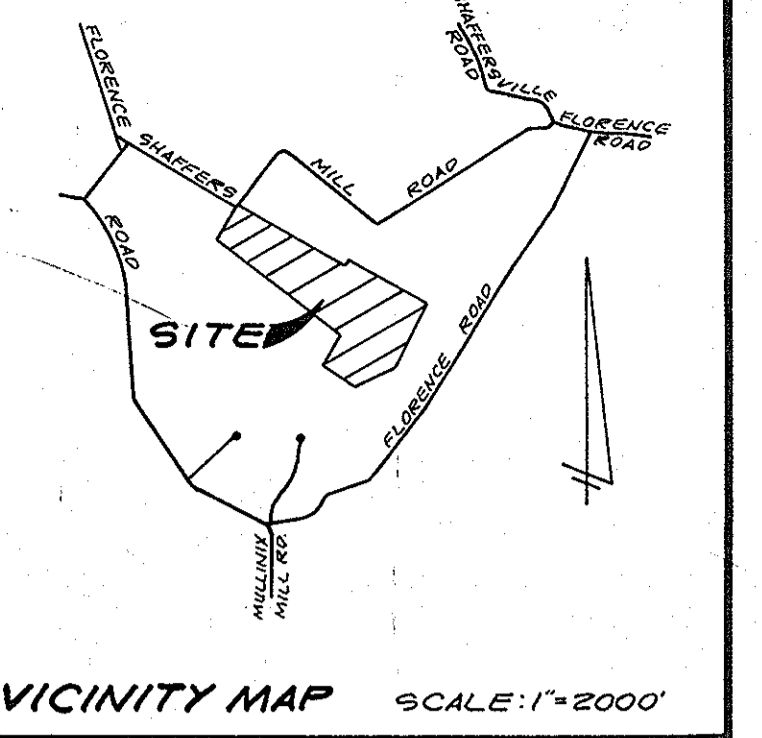 SHAFFERSVILLE
ROAD
FLORENCE
ROAD
FLORENCE
ROAD
SHAFFERS MILL ROAD
FLORENCE ROAD
SITE
MULLINIX
MILL RD.
VICINITY MAP SCALE: 1"=2000'